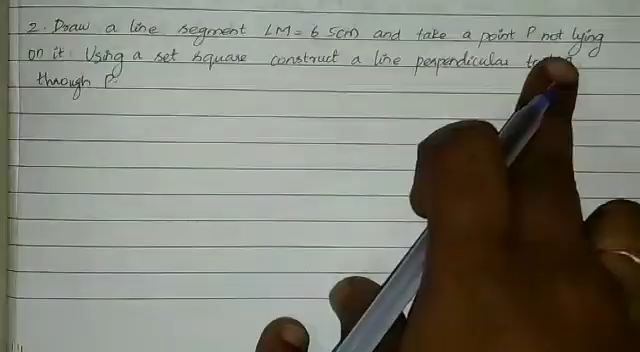 2. Draw a line segment LM = 6 5cm and take a point P not lying
on it. Using a set square construct a line perpendicular
through P.